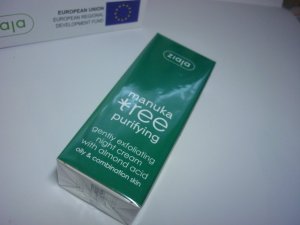 ziaja
EUROPEAN UNION
EUROPEAN REGIONAL
DEVELOPMENT FUND
ziaja
manuka
tree
purifying
gently exfoliating
night cream
with almond acid
oily & combination skin